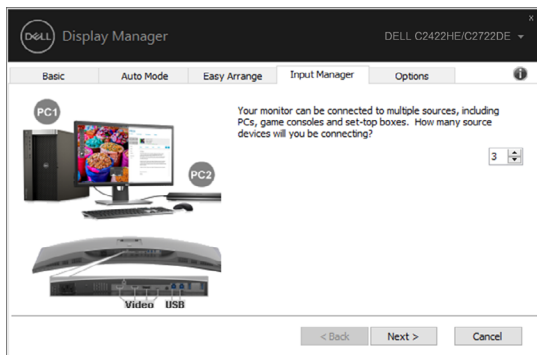 DELL Display Manager
DELL C2422HE/C2722DE
x
Basic
Auto Mode
Easy Arrange
Input Manager
Options
i
PC1
PC2
Video
USB
Your monitor can be connected to multiple sources, including
PCs, game consoles and set-top boxes. How many source
devices will you be connecting?
3
< Back
Next >
Cancel